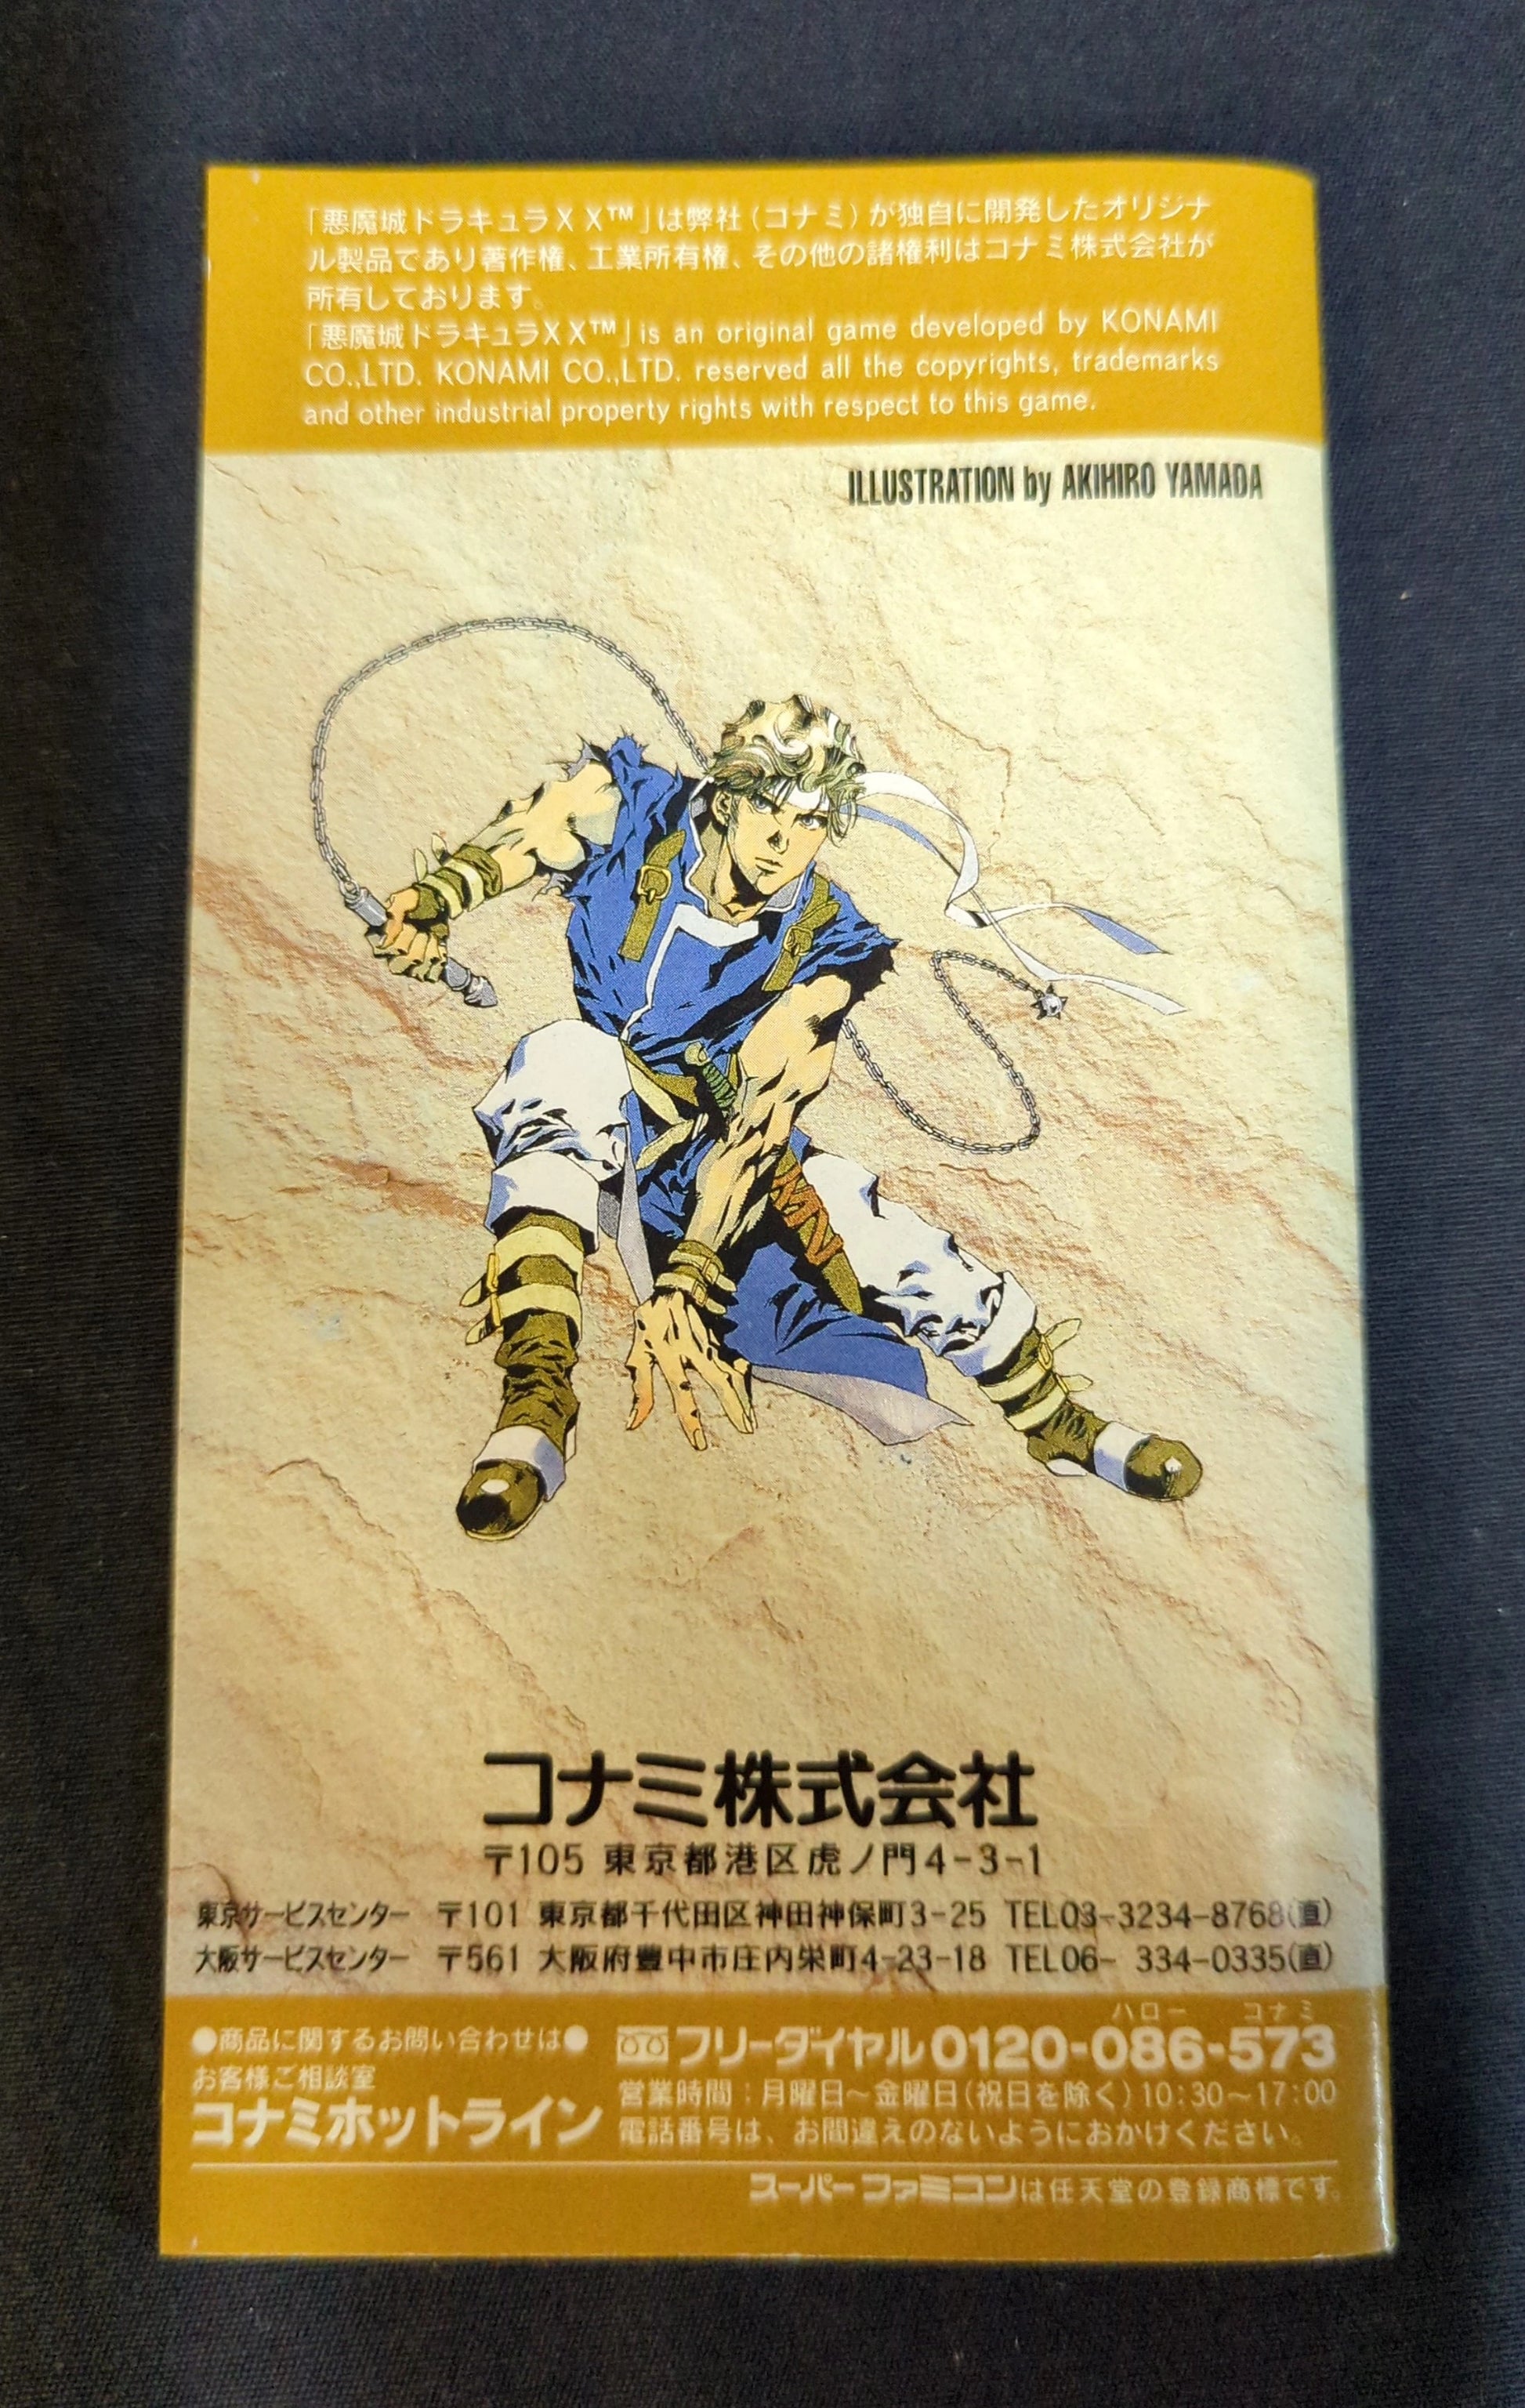 「悪魔城ドラキュラXX™」は弊社（コナミ）が独自に開発したオリジナ
ル製品であり著作権、工業所有権、その他の諸権利はコナミ株式会社が
所有しております。
「悪魔城ドラキュラXX™」is an original game developed by KONAMI
CO.,LTD. KONAMI CO.,LTD. reserved all the copyrights, trademarks
and other industrial property rights with respect to this game.
ILLUSTRATION by AKIHIRO YAMADA
コナミ株式会社
〒105 東京都港区虎ノ門4-3-1
東京サービスセンター 〒101 東京都千代田区神田神保町3-25 TEL03-3234-8768(直)
大阪サービスセンター 〒561 大阪府豊中市庄内栄町4-23-18 TEL06- 334-0335(直)
●商品に関するお問い合わせは●
お客様ご相談室
コナミホットライン
ハロー コナミ
フリーダイヤル0120-086-573
営業時間：月曜日〜金曜日(祝日を除く)10:30〜17:00
電話番号は、お間違えのないようにおかけください。
スーパーファミコンは任天堂の登録商標です。